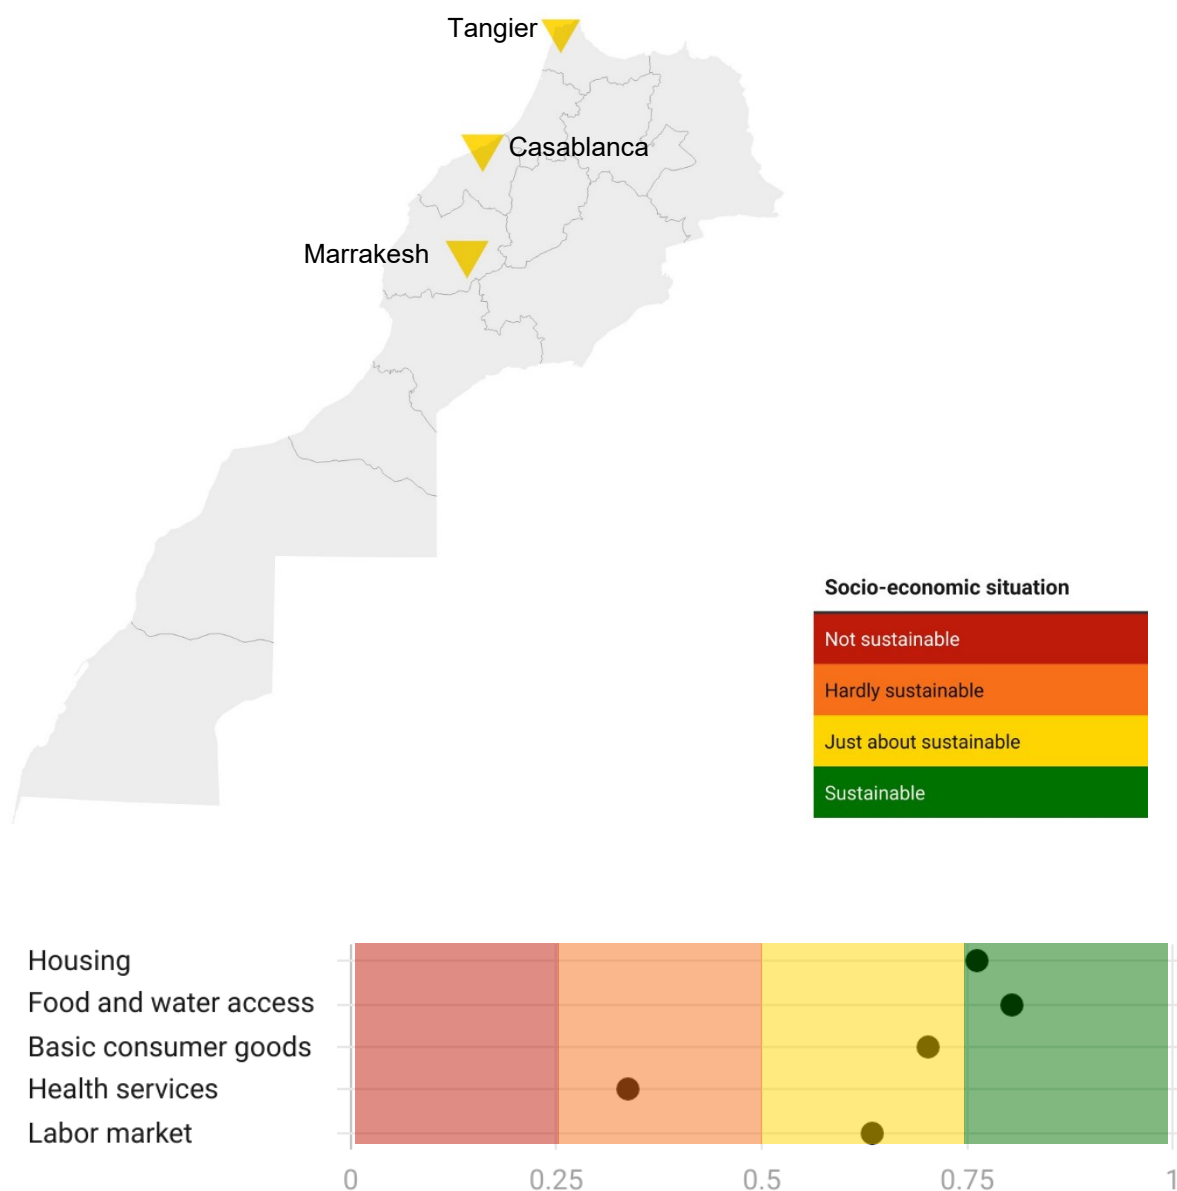 Tangier
Casablanca
Marrakesh
Socio-economic situation
Not sustainable
Hardly sustainable
Just about sustainable
Sustainable
Housing
Food and water access
Basic consumer goods
Health services
Labor market
0 0.25 0.5 0.75 1